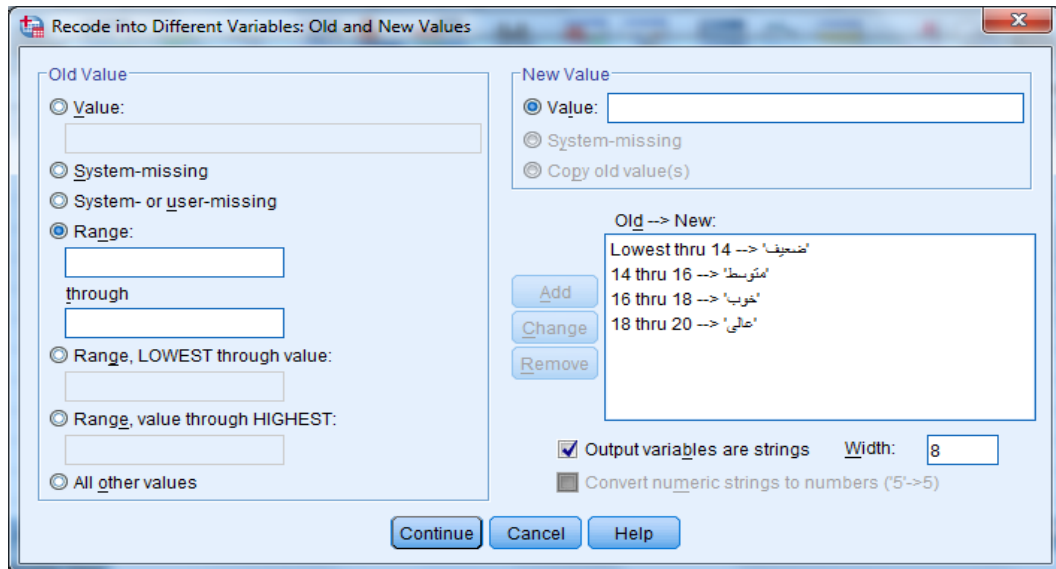 Recode into Different Variables: Old and New Values
Old Value
Value:
System-missing
System- or user-missing
Range:
through
Range, LOWEST through value:
Range, value through HIGHEST:
All other values
New Value
Value:
System-missing
Copy old value(s)
Old --> New:
Lowest thru 14 --> 'ضعیف'
14 thru 16 --> 'متوسط'
16 thru 18 --> 'خوب'
18 thru 20 --> 'عالی'
Add
Change
Remove
Output variables are strings Width: 8
Convert numeric strings to numbers ('5'->5)
Continue Cancel Help